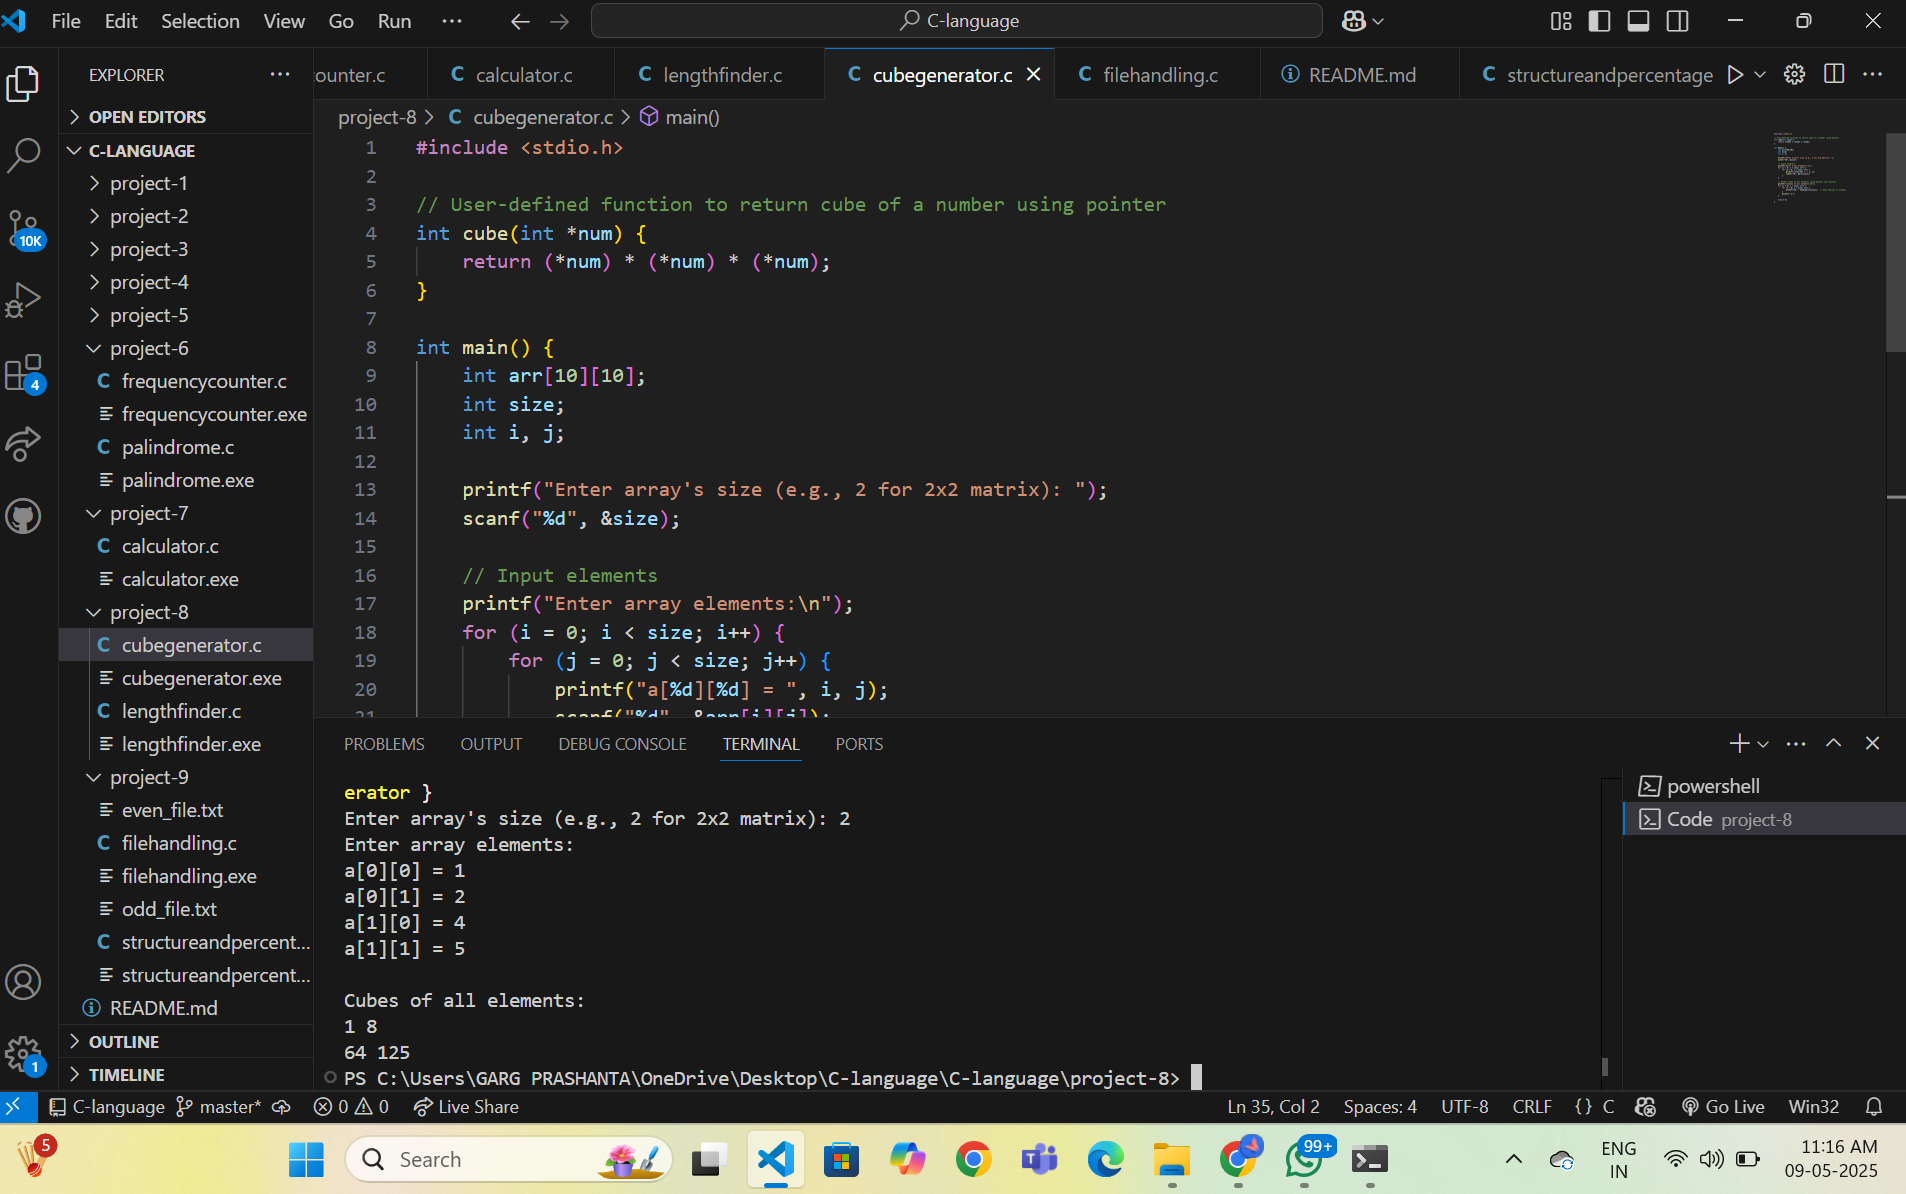 File Edit Selection View Go Run ··· C-language
EXPLORER ···
OPEN EDITORS
C-LANGUAGE
project-1
project-2
project-3
project-4
project-5
project-6
C frequencycounter.c
frequencycounter.exe
C palindrome.c
palindrome.exe
project-7
C calculator.c
calculator.exe
project-8
C cubegenerator.c
cubegenerator.exe
C lengthfinder.c
lengthfinder.exe
project-9
even_file.txt
C filehandling.c
filehandling.exe
odd_file.txt
C structureandpercent...
structureandpercent...
README.md
OUTLINE
TIMELINE
10K
4
1
ounter.c C calculator.c C lengthfinder.c C cubegenerator.c C filehandling.c README.md C structureandpercentage
project-8 > C cubegenerator.c > main()
1 #include <stdio.h>
2
3 // User-defined function to return cube of a number using pointer
4 int cube(int *num) {
5 return (*num) * (*num) * (*num);
6 }
7
8 int main() {
9 int arr[10][10];
10 int size;
11 int i, j;
12
13 printf("Enter array's size (e.g., 2 for 2x2 matrix): ");
14 scanf("%d", &size);
15
16 // Input elements
17 printf("Enter array elements:\n");
18 for (i = 0; i < size; i++) {
19 for (j = 0; j < size; j++) {
20 printf("a[%d][%d] = ", i, j);
21 scanf("%d", &arr[i][j]);
PROBLEMS OUTPUT DEBUG CONSOLE TERMINAL PORTS
erator }
Enter array's size (e.g., 2 for 2x2 matrix): 2
Enter array elements:
a[0][0] = 1
a[0][1] = 2
a[1][0] = 4
a[1][1] = 5
Cubes of all elements:
1 8
64 125
PS C:\Users\GARG PRASHANTA\OneDrive\Desktop\C-language\C-language\project-8>
powershell
Code project-8
C-language master* 0 0 Live Share Ln 35, Col 2 Spaces: 4 UTF-8 CRLF {} C Go Live Win32
5 Search 99+ ENG 11:16 AM
IN 09-05-2025